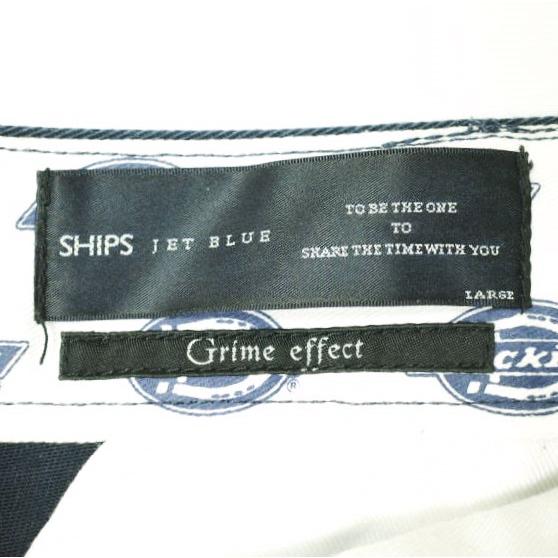 SHIPS JET BLUE
TO BE THE ONE
TO
SHARE THE TIME WITH YOU
LARGE
Grime effect
®